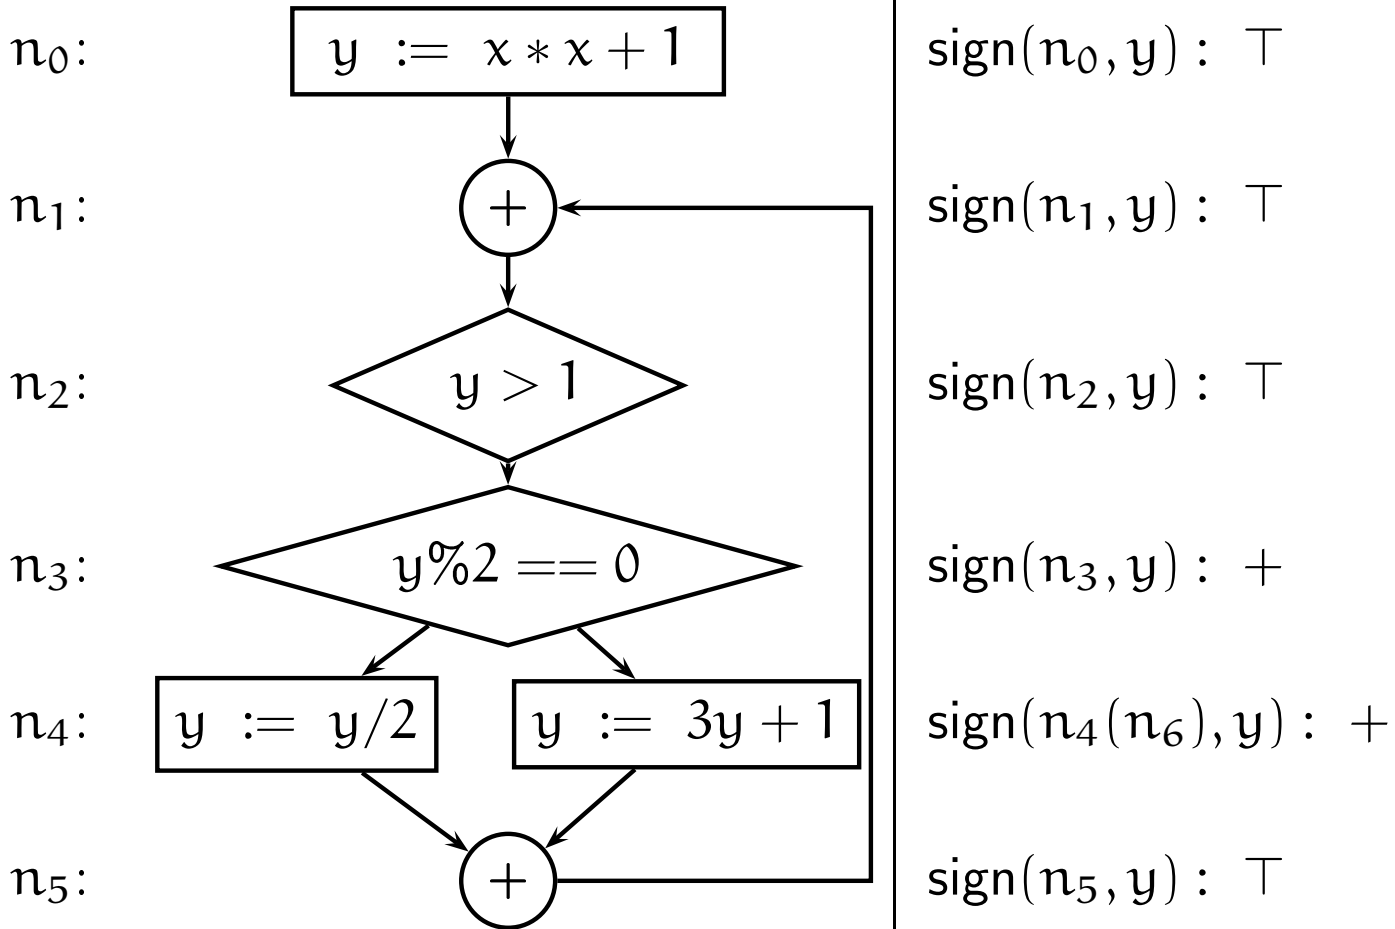 n₀: y := x ∗ x + 1 sign(n₀, y) : ⊤
n₁: + sign(n₁, y) : ⊤
n₂: y > 1 sign(n₂, y) : ⊤
n₃: y%2 == 0 sign(n₃, y) : +
n₄: y := y/2 y := 3y + 1 sign(n₄(n₆), y) : +
n₅: + sign(n₅, y) : ⊤